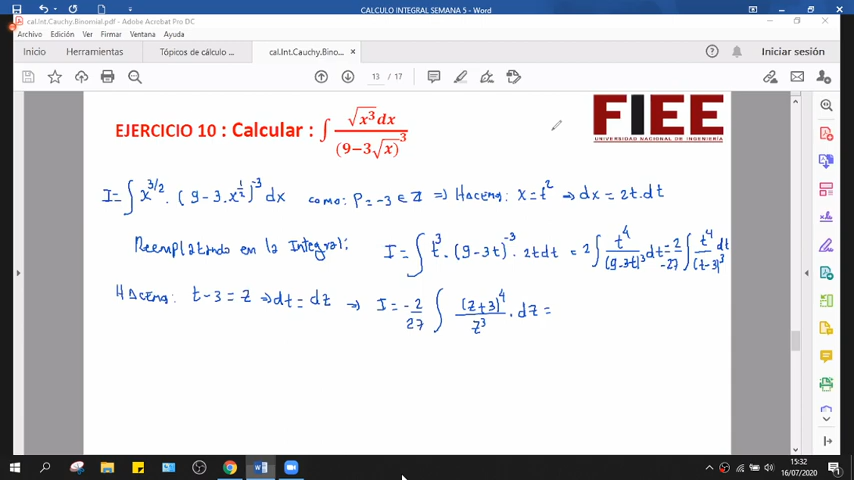 CALCULO INTEGRAL SEMANA 5 - Word
cal.Int.Cauchy.Binomial.pdf - Adobe Acrobat Pro DC
Archivo Edición Ver Firmar Ventana Ayuda
Inicio Herramientas Tópicos de cálculo ... cal.Int.Cauchy.Bino... × Iniciar sesión
13 / 17
FIEE
UNIVERSIDAD NACIONAL DE INGENIERÍA
EJERCICIO 10 : Calcular : ∫ √x³dx / (9−3√x)³
I = ∫ x^3/2 . (9-3.x^1/2)^-3 dx como: P=-3 ∈ Z ⇒ HACEMOS: x=t² ⇒ dx = 2t.dt
Reemplazando en la Integral: I = ∫ t³.(9-3t)^-3 . 2tdt = 2∫ t⁴/(9-3t)³ dt = 2/-27 ∫ t⁴/(t-3)³ dt
HACEMOS: t-3 = z ⇒ dt = dz ⇒ I = -2/27 ∫ (z+3)⁴/z³ . dz =
15:32
16/07/2020